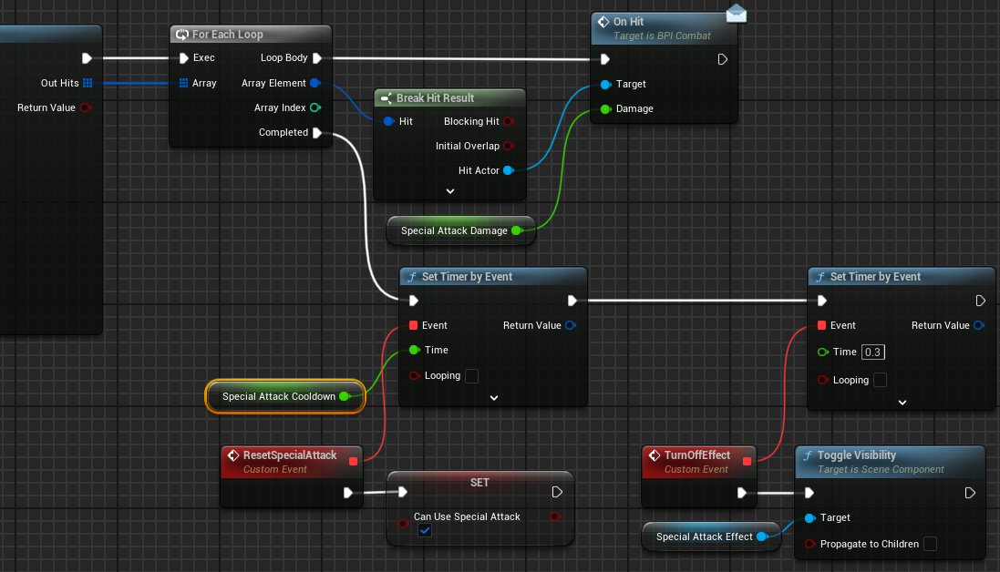 For Each Loop
Exec
Loop Body
Out Hits
Array
Array Element
Return Value
Array Index
Completed
On Hit
Target is BPI Combat
Target
Damage
Break Hit Result
Hit
Blocking Hit
Initial Overlap
Hit Actor
Special Attack Damage
Set Timer by Event
Event
Return Value
Time
Looping
Set Timer by Event
Event
Return Value
Time 0.3
Looping
Special Attack Cooldown
ResetSpecialAttack
Custom Event
SET
Can Use Special Attack
TurnOffEffect
Custom Event
Toggle Visibility
Target is Scene Component
Target
Special Attack Effect
Propagate to Children